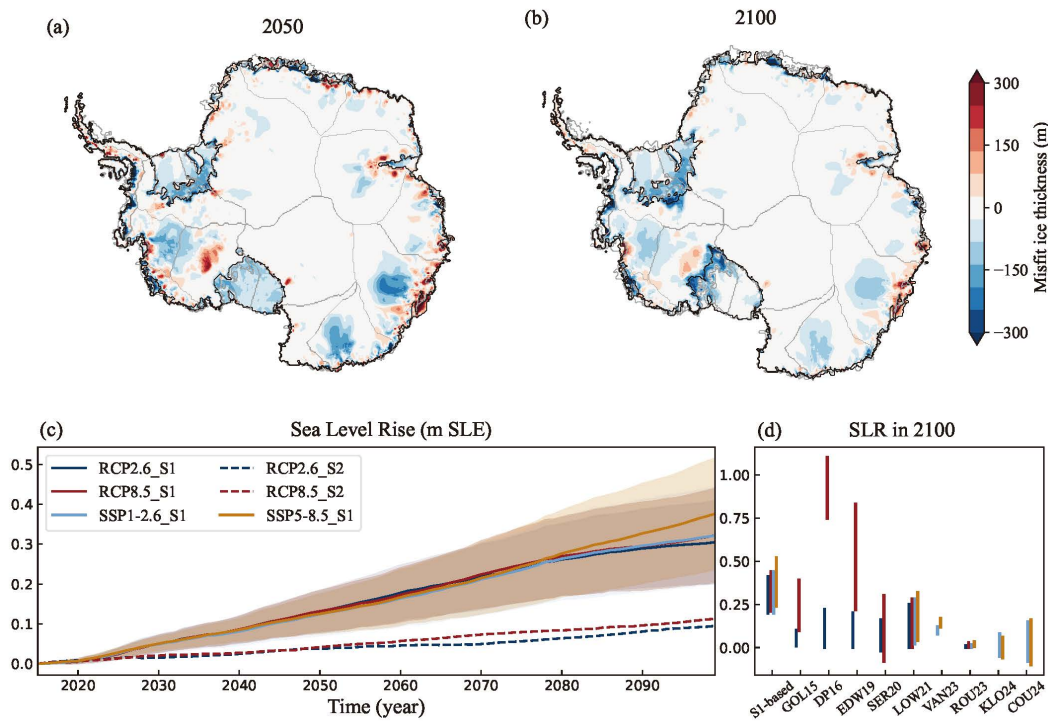 2050
2100
(a)
(b)
300
150
0
−150
−300
Misfit ice thickness (m)
(c)
Sea Level Rise (m SLE)
RCP2.6_S1
RCP2.6_S2
RCP8.5_S1
RCP8.5_S2
SSP1-2.6_S1
SSP5-8.5_S1
0.5
0.4
0.3
0.2
0.1
0.0
2020
2030
2040
2050
2060
2070
2080
2090
Time (year)
(d)
SLR in 2100
1.00
0.75
0.50
0.25
0.00
S1-based
GOL15
DP16
EDW19
SER20
LOW21
VAN23
ROU23
KLO24
COU24